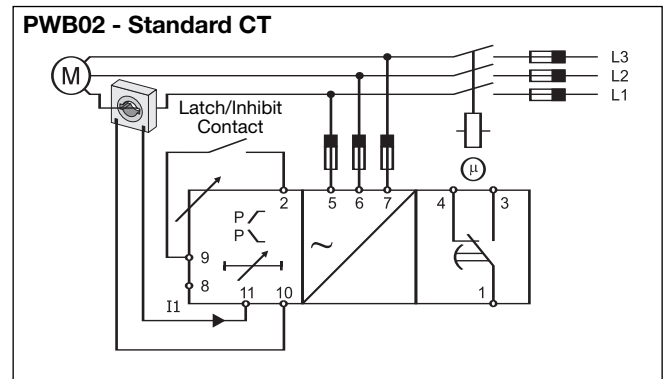 PWB02 - Standard CT
L3
M
L2
L1
Latch/Inhibit
Contact
μ
2
5
6
7
4
3
P
P
~
9
8
I1
11
10
1